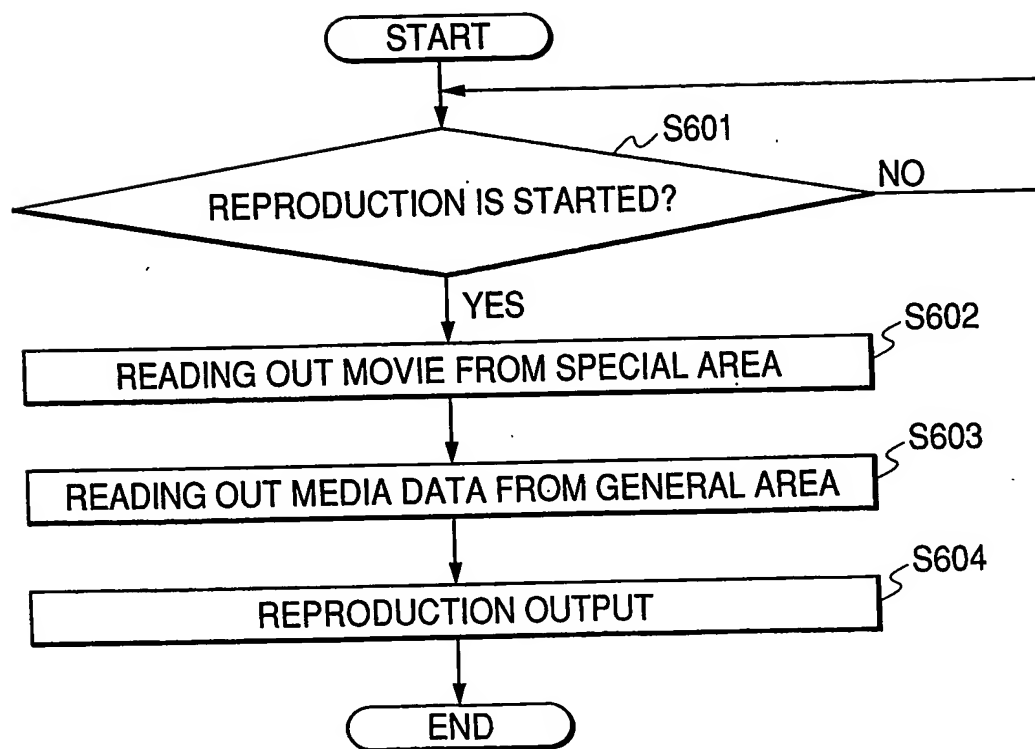 START
S601
REPRODUCTION IS STARTED?
NO
YES
S602
READING OUT MOVIE FROM SPECIAL AREA
S603
READING OUT MEDIA DATA FROM GENERAL AREA
S604
REPRODUCTION OUTPUT
END